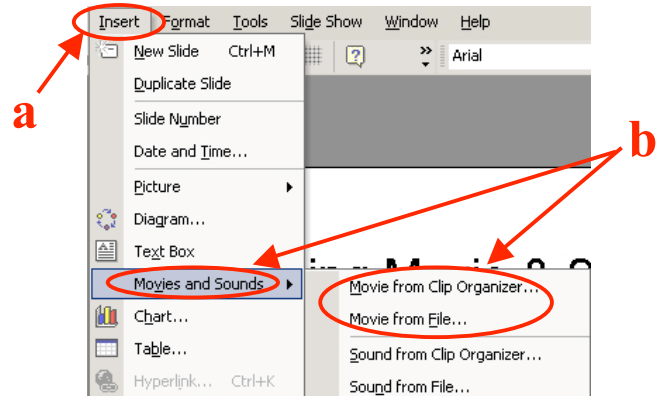 Insert Format Tools Slide Show Window Help
New Slide Ctrl+M
Arial
a
Duplicate Slide
Slide Number
Date and Time...
b
Picture
Diagram...
Text Box
Movies and Sounds
Movie from Clip Organizer...
Chart...
Movie from File...
Table...
Sound from Clip Organizer...
Hyperlink... Ctrl+K
Sound from File...